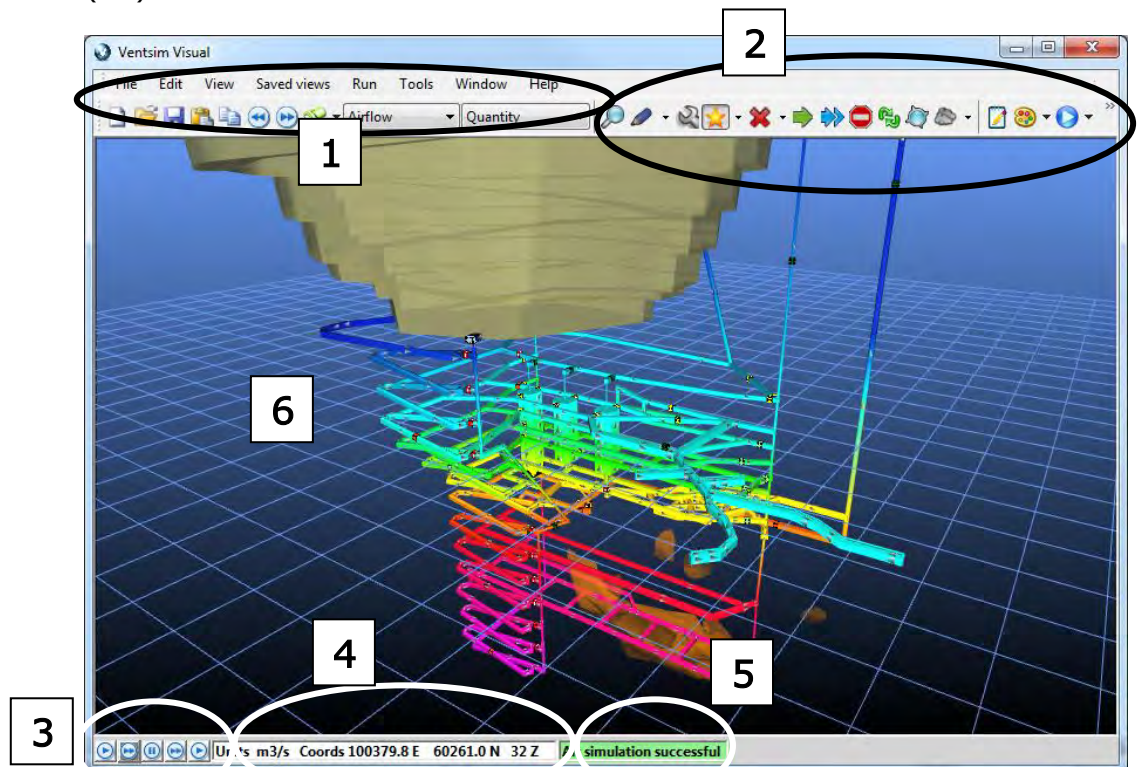 2
Ventsim Visual
File Edit View Saved views Run Tools Window Help
Airflow Quantity
1
6
4
5
3
Units m3/s Coords 100379.8 E 60261.0 N 32 Z simulation successful